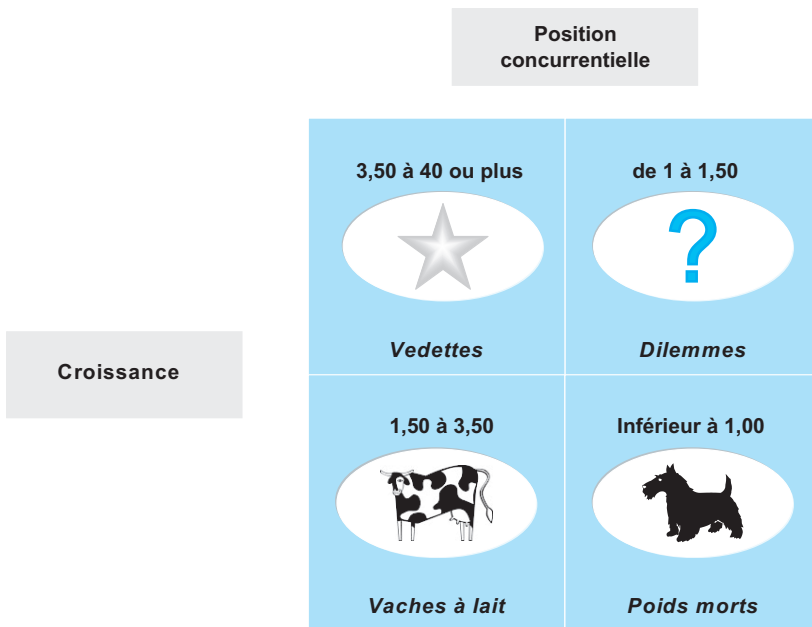 Position
concurrentielle
3,50 à 40 ou plus
de 1 à 1,50
?
Vedettes
Dilemmes
Croissance
1,50 à 3,50
Inférieur à 1,00
Vaches à lait
Poids morts